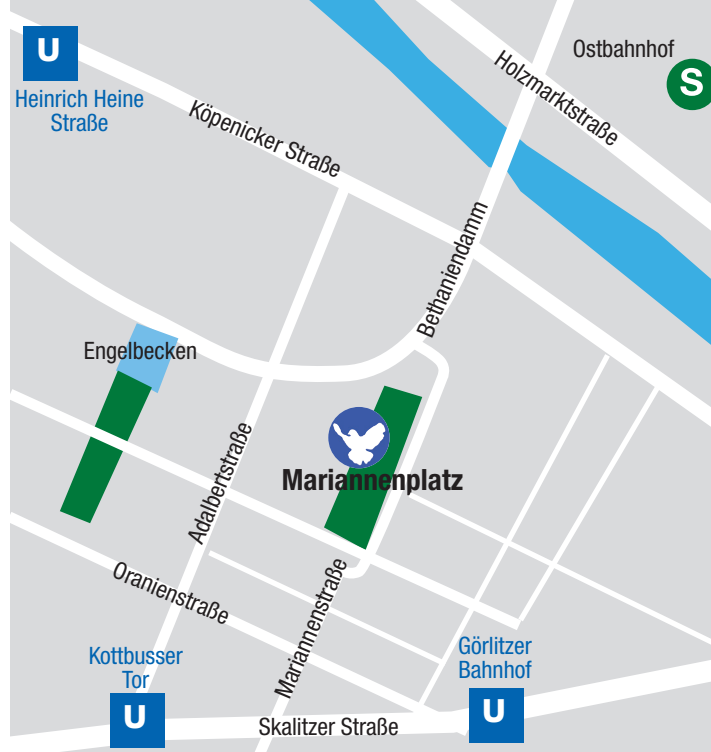 U
Heinrich Heine
Straße
Ostbahnhof
S
Holzmarktstraße
Köpenicker Straße
Bethaniendamm
Engelbecken
Mariannenplatz
Adalbertstraße
Oranienstraße
Mariannenstraße
Kottbusser
Tor
U
Görlitzer
Bahnhof
U
Skalitzer Straße